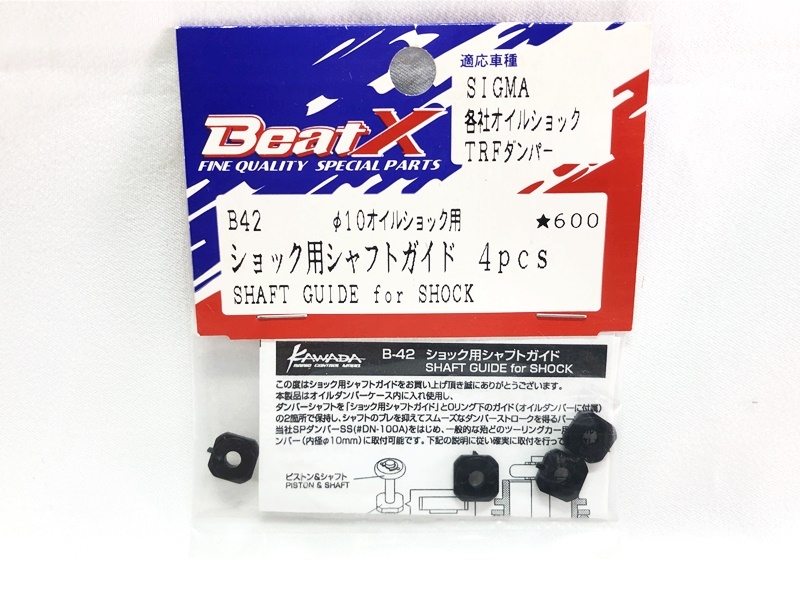 BeatX
FINE QUALITY SPECIAL PARTS
適応車種
SIGMA
各社オイルショック
TRFダンパー
B42 φ10オイルショック用 ★600
ショック用シャフトガイド 4pcs
SHAFT GUIDE for SHOCK
KAWADA
RADIO CONTROL MODEL
B-42 ショック用シャフトガイド
SHAFT GUIDE for SHOCK
この度はショック用シャフトガイドをお買い上げ頂き誠にありがとうございます。
本製品はオイルダンパーケース内に入れ使用し、
ダンパーシャフトを「ショック用シャフトガイド」とOリング下のガイド(オイルダンパーに付属)
の2箇所で保持し、シャフトのブレを抑えてスムーズなダンパーストロークを得るパー
当社SPダンパーSS(#DN-100A)をはじめ、一般的な殆どのツーリングカー用
ンパー(内径φ10mm)に取付可能です。下記の説明に従い確実に取付を行って
ピストン&シャフト
PISTON & SHAFT